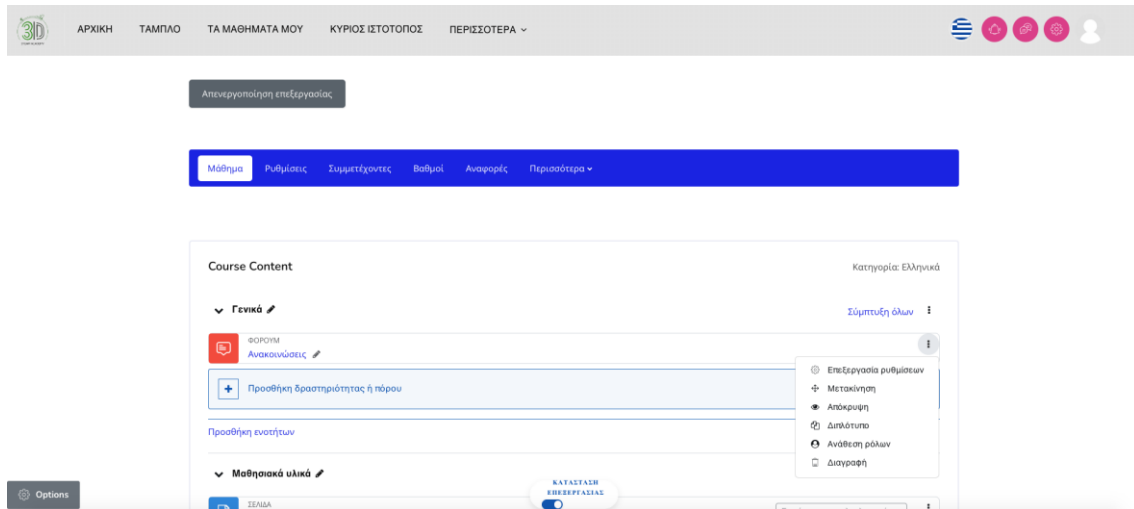 3D
ΑΡΧΙΚΗ ΤΑΜΠΛΟ ΤΑ ΜΑΘΗΜΑΤΑ ΜΟΥ ΚΥΡΙΟΣ ΙΣΤΟΤΟΠΟΣ ΠΕΡΙΣΣΟΤΕΡΑ
Απενεργοποίηση επεξεργασίας
Μάθημα Ρυθμίσεις Συμμετέχοντες Βαθμοί Αναφορές Περισσότερα
Course Content Κατηγορία: Ελληνικά
Γενικά Σύμπτυξη όλων
ΦΟΡΟΥΜ
Ανακοινώσεις
Επεξεργασία ρυθμίσεων
Προσθήκη δραστηριότητας ή πόρου
Μετακίνηση
Απόκρυψη
Διπλότυπο
Προσθήκη ενοτήτων
Ανάθεση ρόλων
Διαγραφή
Μαθησιακά υλικά
ΚΑΤΑΣΤΑΣΗ
ΕΠΕΞΕΡΓΑΣΙΑΣ
Options
ΣΕΛΙΔΑ